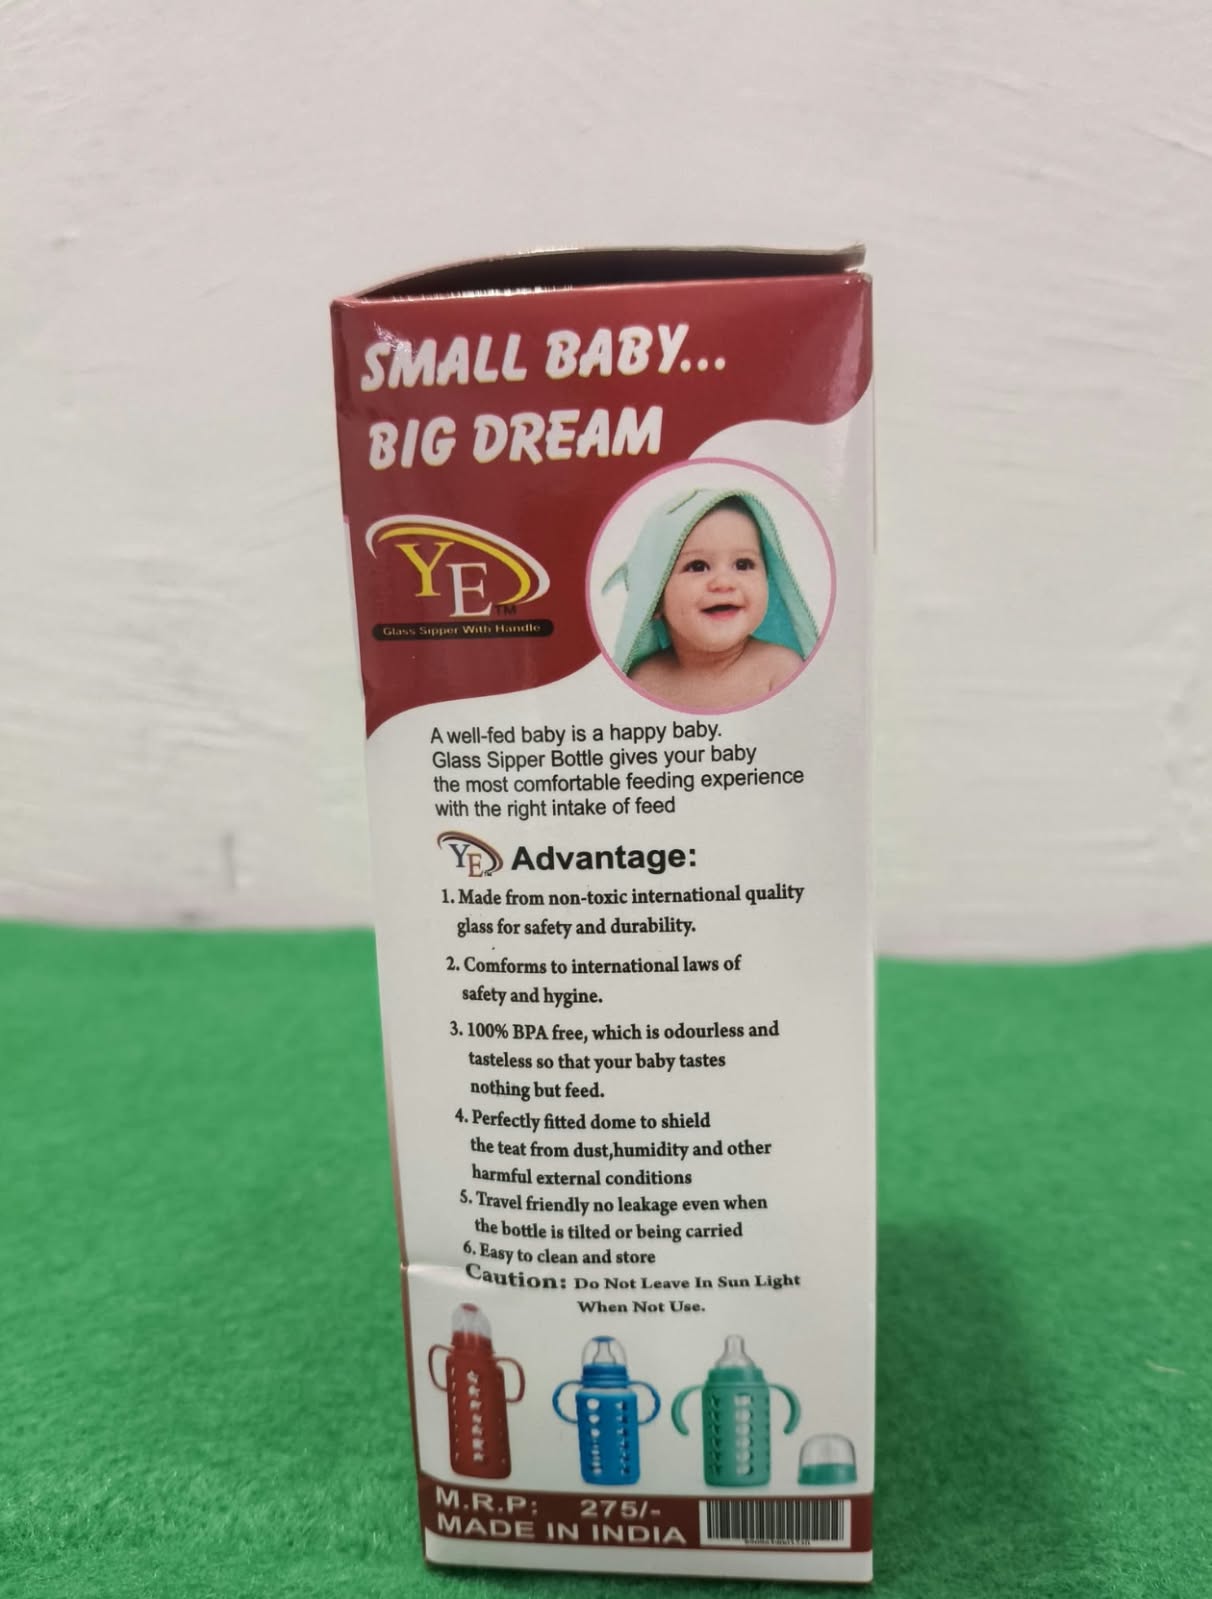 SMALL BABY...
BIG DREAM
YE TM
Glass Sipper With Handle
A well-fed baby is a happy baby.
Glass Sipper Bottle gives your baby
the most comfortable feeding experience
with the right intake of feed
YE Advantage:
1. Made from non-toxic international quality
glass for safety and durability.
2. Comforms to international laws of
safety and hygine.
3. 100% BPA free, which is odourless and
tasteless so that your baby tastes
nothing but feed.
4. Perfectly fitted dome to shield
the teat from dust,humidity and other
harmful external conditions
5. Travel friendly no leakage even when
the bottle is tilted or being carried
6. Easy to clean and store
Caution: Do Not Leave In Sun Light
When Not Use.
M.R.P: 275/-
MADE IN INDIA